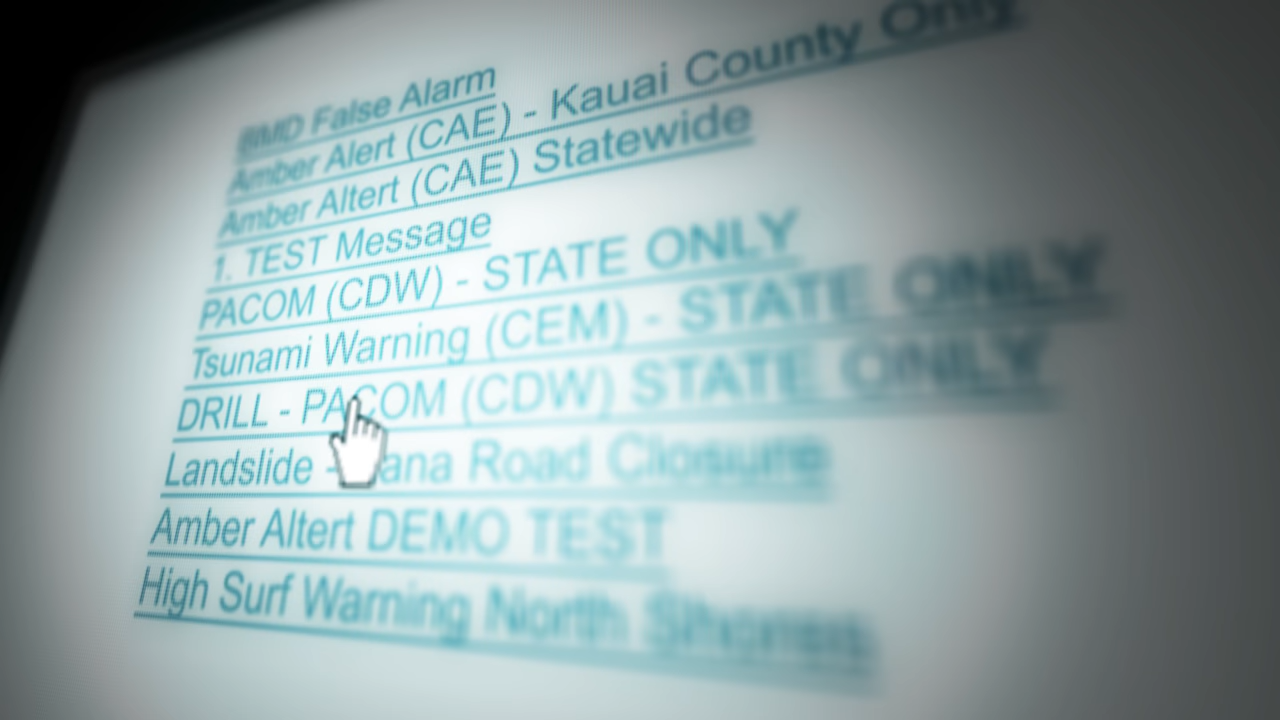 BMD False Alarm
Amber Alert (CAE) - Kauai County Only
Amber Altert (CAE) Statewide
1. TEST Message
PACOM (CDW) - STATE ONLY
Tsunami Warning (CEM) - STATE ONLY
DRILL - PACOM (CDW) STATE ONLY
Landslide - ana Road Closure
Amber Altert DEMO TEST
High Surf Warning North Shores